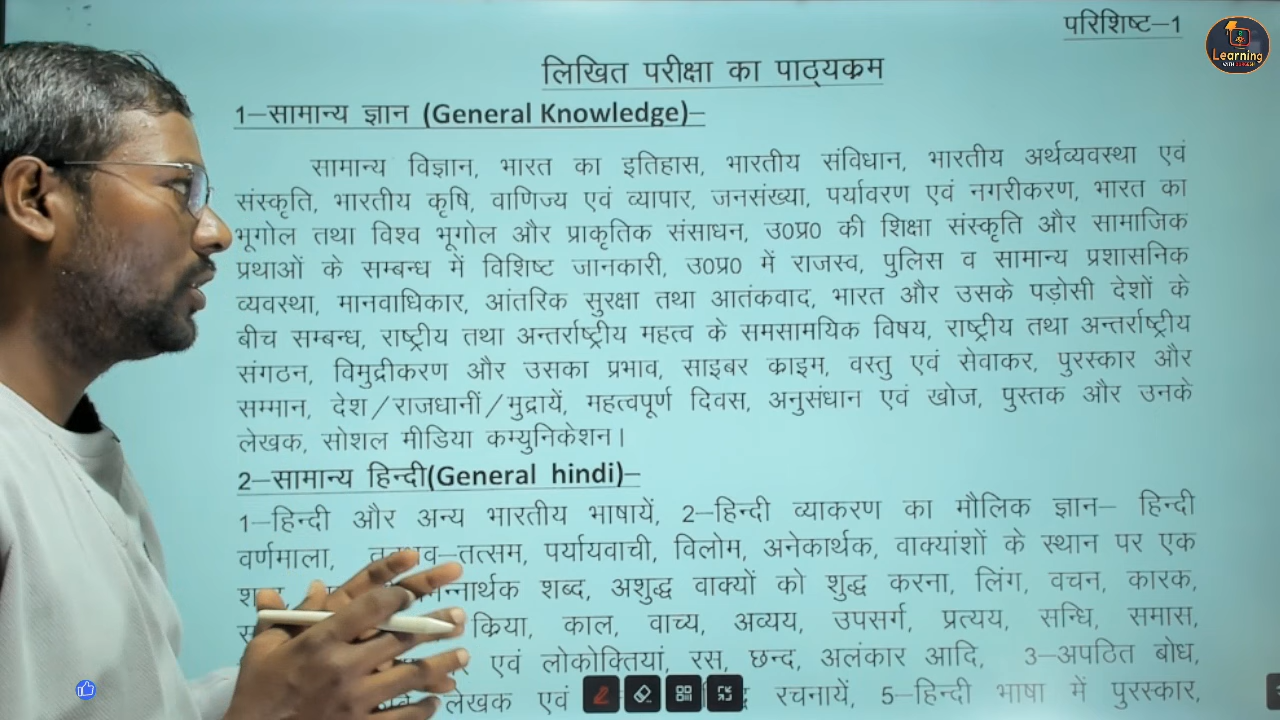 परिशिष्ट–1
Learning
लिखित परीक्षा का पाठ्यक्रम
1–सामान्य ज्ञान (General Knowledge)–
सामान्य विज्ञान, भारत का इतिहास, भारतीय संविधान, भारतीय अर्थव्यवस्था एवं
संस्कृति, भारतीय कृषि, वाणिज्य एवं व्यापार, जनसंख्या, पर्यावरण एवं नगरीकरण, भारत का
भूगोल तथा विश्व भूगोल और प्राकृतिक संसाधन, उ0प्र0 की शिक्षा संस्कृति और सामाजिक
प्रथाओं के सम्बन्ध में विशिष्ट जानकारी, उ0प्र0 में राजस्व, पुलिस व सामान्य प्रशासनिक
व्यवस्था, मानवाधिकार, आंतरिक सुरक्षा तथा आतंकवाद, भारत और उसके पड़ोसी देशों के
बीच सम्बन्ध, राष्ट्रीय तथा अन्तर्राष्ट्रीय महत्व के समसामयिक विषय, राष्ट्रीय तथा अन्तर्राष्ट्रीय
संगठन, विमुद्रीकरण और उसका प्रभाव, साइबर क्राइम, वस्तु एवं सेवाकर, पुरस्कार और
सम्मान, देश/राजधानीं/मुद्रायें, महत्वपूर्ण दिवस, अनुसंधान एवं खोज, पुस्तक और उनके
लेखक, सोशल मीडिया कम्युनिकेशन।
2–सामान्य हिन्दी(General hindi)–
1–हिन्दी और अन्य भारतीय भाषायें, 2–हिन्दी व्याकरण का मौलिक ज्ञान– हिन्दी
वर्णमाला, तत्सम, पर्यायवाची, विलोम, अनेकार्थक, वाक्यांशों के स्थान पर एक
शब्द, अशुद्ध वाक्यों को शुद्ध करना, लिंग, वचन, कारक,
क्रिया, काल, वाच्य, अव्यय, उपसर्ग, प्रत्यय, सन्धि, समास,
एवं लोकोक्तियां, रस, छन्द, अलंकार आदि, 3–अपठित बोध,
लेखक एवं रचनायें, 5–हिन्दी भाषा में पुरस्कार,